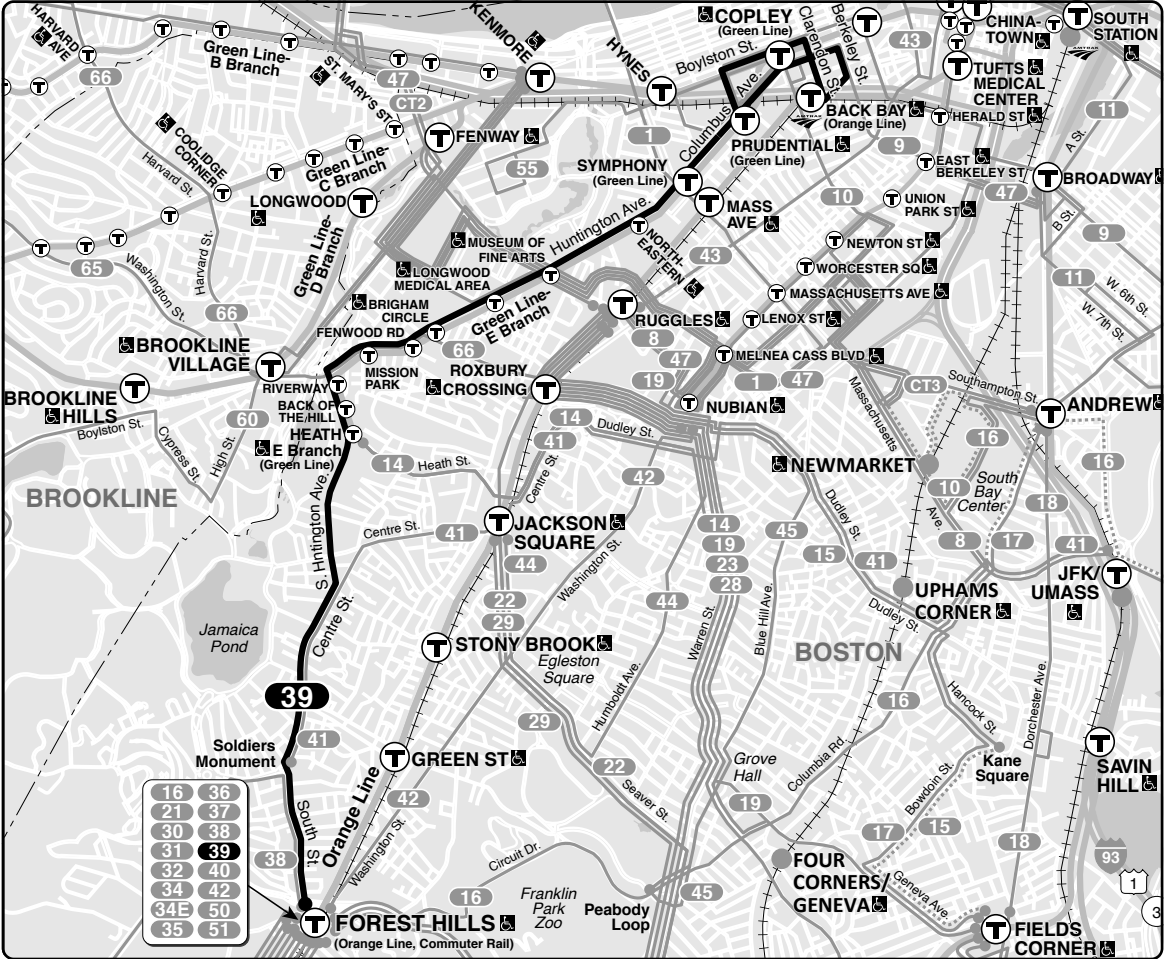 HARVARD
AVE
66
Green Line-
B Branch
ST. MARY'S ST
47
CT2
KENMORE
HYNES
COPLEY
(Green Line)
Boylston St.
Clarendon St.
Berkeley St.
43
CHINA-
TOWN
SOUTH
STATION
AMTRAK
TUFTS
MEDICAL
CENTER
11
A St.
BACK BAY
(Orange Line)
AMTRAK
HERALD ST
Columbus Ave.
PRUDENTIAL
(Green Line)
9
EAST
BERKELEY ST
47
BROADWAY
COOLIDGE
CORNER
Harvard St.
Green Line-
C Branch
FENWAY
55
1
SYMPHONY
(Green Line)
LONGWOOD
MASS
AVE
10
UNION
PARK ST
B St.
9
65
Washington St.
Harvard St.
66
Green Line-
D Branch
MUSEUM OF
FINE ARTS
Huntington Ave.
NORTH-
EASTERN
43
NEWTON ST
WORCESTER SQ
MASSACHUSETTS AVE
11
W. 6th St.
W. 7th St.
LONGWOOD
MEDICAL AREA
BRIGHAM
CIRCLE
FENWOOD RD
Green Line-
E Branch
RUGGLES
LENOX ST
8
47
19
MELNEA CASS BLVD
1
47
BROOKLINE
VILLAGE
66
ROXBURY
CROSSING
MISSION
PARK
RIVERWAY
BACK OF
THE HILL
HEATH
E Branch
(Green Line)
NUBIAN
Massachusetts
Ave.
CT3
Southampton St.
ANDREW
BROOKLINE
HILLS
Boylston St.
60
Cypress St.
High St.
BROOKLINE
14
Heath St.
14
41
Dudley St.
Centre St.
42
NEWMARKET
16
16
10
South
Bay
Center
18
8
17
41
S. Hntington Ave.
Centre St.
41
JACKSON
SQUARE
44
14
19
23
28
45
Dudley St.
15
41
JFK/
UMASS
22
29
Washington St.
44
Warren St.
Blue Hill Ave.
UPHAMS
CORNER
Dudley St.
Jamaica
Pond
Centre St.
STONY BROOK
Egleston
Square
Humboldt Ave.
BOSTON
39
16
Hancock St.
Dorchester Ave.
41
Soldiers
Monument
29
GREEN ST
22
Seaver St.
Grove
Hall
Columbia Rd.
Kane
Square
SAVIN
HILL
Bowdoin St.
16 36
21 37
30 38
31 39
32 40
34 42
34E 50
35 51
38
South St.
Orange Line
42
Washington St.
19
17
15
18
93
1
3
Circuit Dr.
16
Franklin
Park
Zoo
Peabody
Loop
45
FOUR
CORNERS/
GENEVA
Geneva Ave.
FOREST HILLS
(Orange Line, Commuter Rail)
FIELDS
CORNER